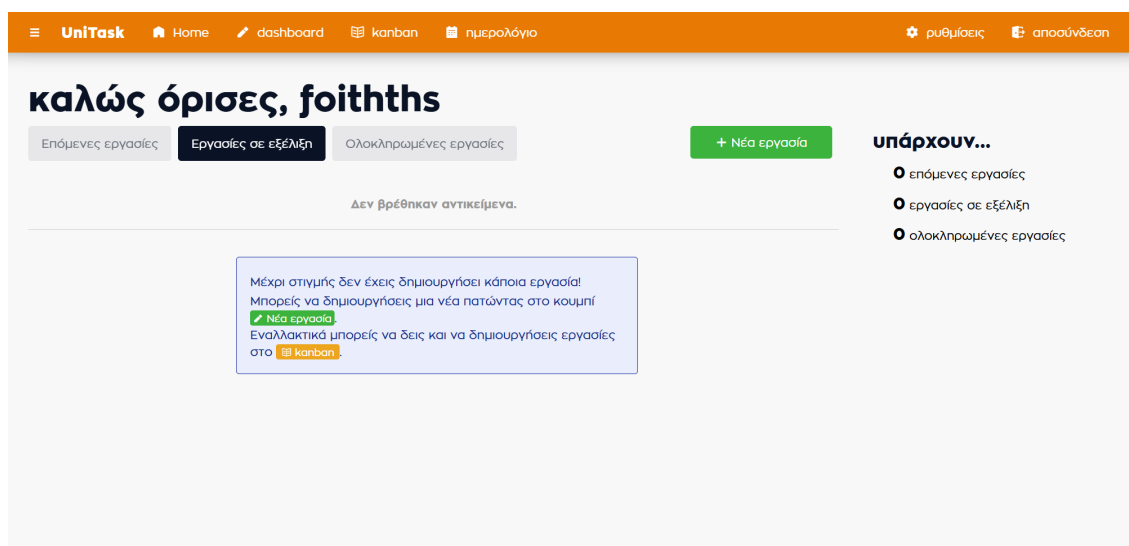 UniTask Home dashboard kanban ημερολόγιο ρυθμίσεις αποσύνδεση
καλώς όρισες, foithths
Επόμενες εργασίες Εργασίες σε εξέλιξη Ολοκληρωμένες εργασίες + Νέα εργασία
Δεν βρέθηκαν αντικείμενα.
Μέχρι στιγμής δεν έχεις δημιουργήσει κάποια εργασία!
Μπορείς να δημιουργήσεις μια νέα πατώντας στο κουμπί
Νέα εργασία.
Εναλλακτικά μπορείς να δεις και να δημιουργήσεις εργασίες
στο kanban.
υπάρχουν...
0 επόμενες εργασίες
0 εργασίες σε εξέλιξη
0 ολοκληρωμένες εργασίες